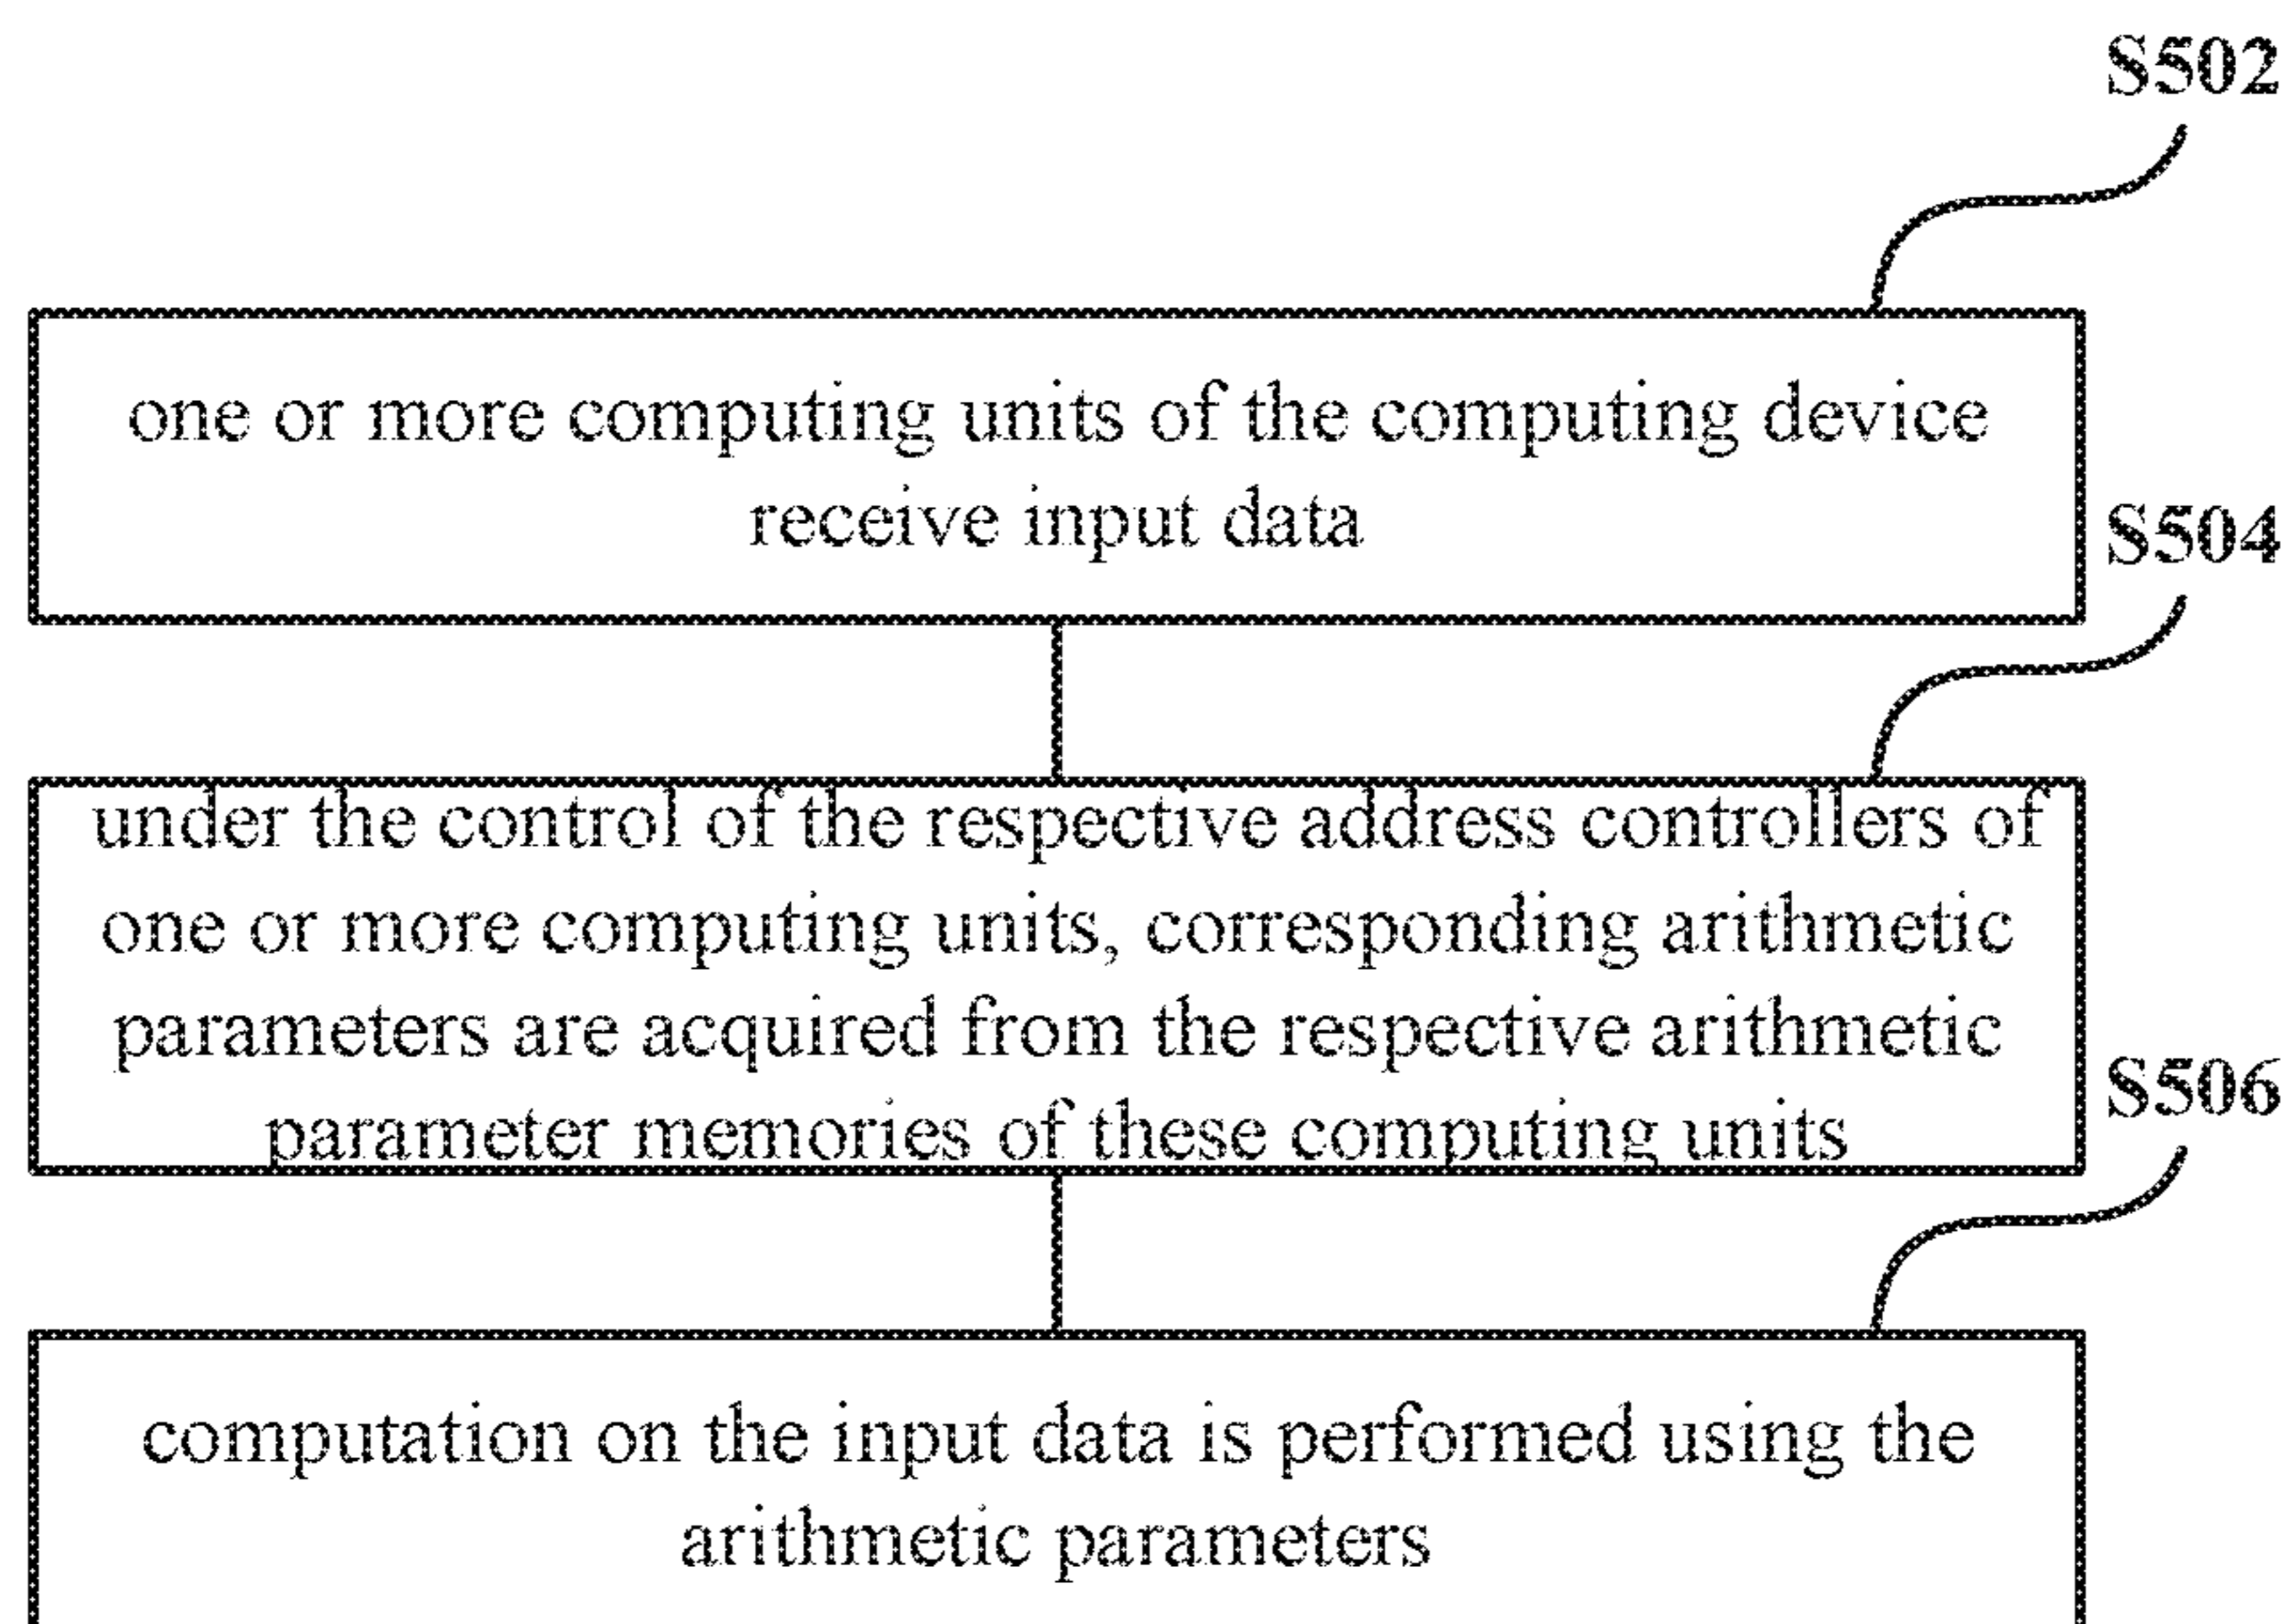 S502
one or more computing units of the computing device
receive input data
S504
under the control of the respective address controllers of
one or more computing units, corresponding arithmetic
parameters are acquired from the respective arithmetic
parameter memories of these computing units
S506
computation on the input data is performed using the
arithmetic parameters